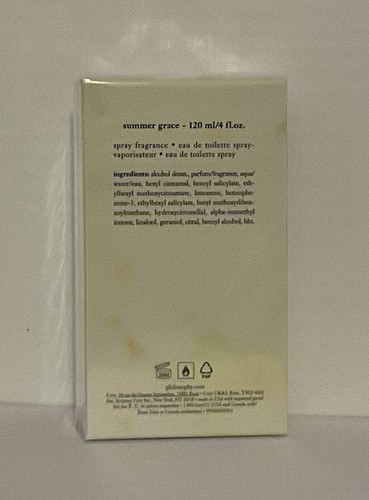 summer grace - 120 ml/4 fl.oz.
spray fragrance • eau de toilette spray-
vaporisateur • eau de toilette spray
ingredients: alcohol denat., parfum/fragrance, aqua/
water/eau, hexyl cinnamal, benzyl salicylate, eth-
ylhexyl methoxycinnamate, limonene, benzophe-
none-3, ethylhexyl salicylate, butyl methoxydiben-
zoylmethane, hydroxycitronellal, alpha-isomethyl
ionone, linalool, geraniol, citral, benzyl alcohol, bht.
PAP
philosophy.com